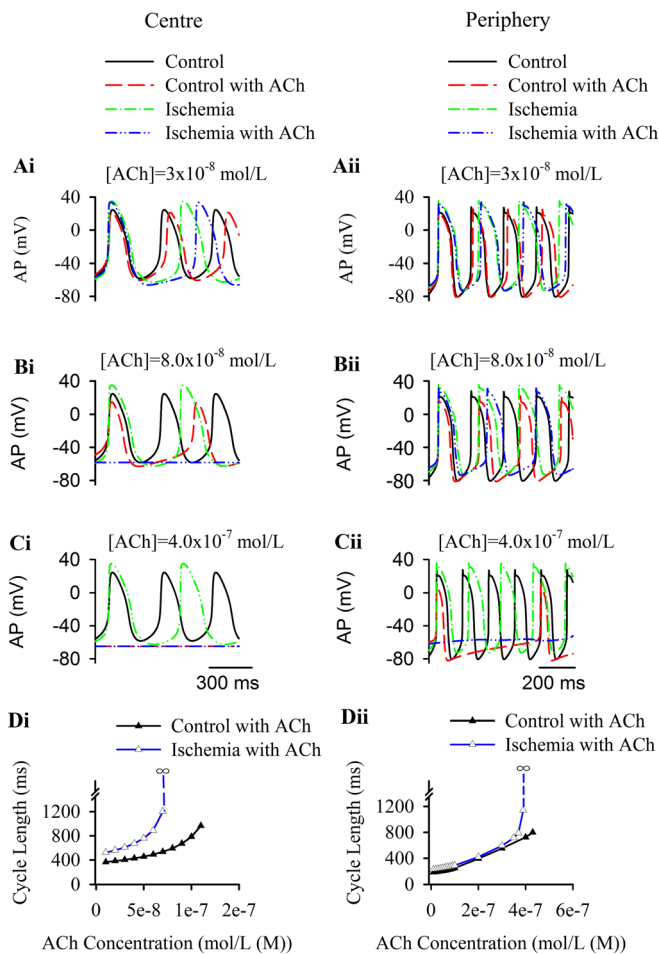 Centre
Periphery
Control
Control with ACh
Ischemia
Ischemia with ACh
Control
Control with ACh
Ischemia
Ischemia with ACh
Ai
[ACh]=3x10-8 mol/L
AP (mV)
40
0
-40
-80
Aii
[ACh]=3x10-8 mol/L
AP (mV)
40
0
-40
-80
Bi
[ACh]=8.0x10-8 mol/L
AP (mV)
40
0
-40
-80
Bii
[ACh]=8.0x10-8 mol/L
AP (mV)
40
0
-40
-80
Ci
[ACh]=4.0x10-7 mol/L
AP (mV)
40
0
-40
-80
300 ms
Cii
[ACh]=4.0x10-7 mol/L
AP (mV)
40
0
-40
-80
200 ms
Di
Control with ACh
Ischemia with ACh
∞
Cycle Length (ms)
1200
800
400
0
0 5e-8 1e-7 2e-7
ACh Concentration (mol/L (M))
Dii
Control with ACh
Ischemia with ACh
∞
Cycle Length (ms)
1200
800
400
0
0 2e-7 4e-7 6e-7
ACh Concentration (mol/L (M))